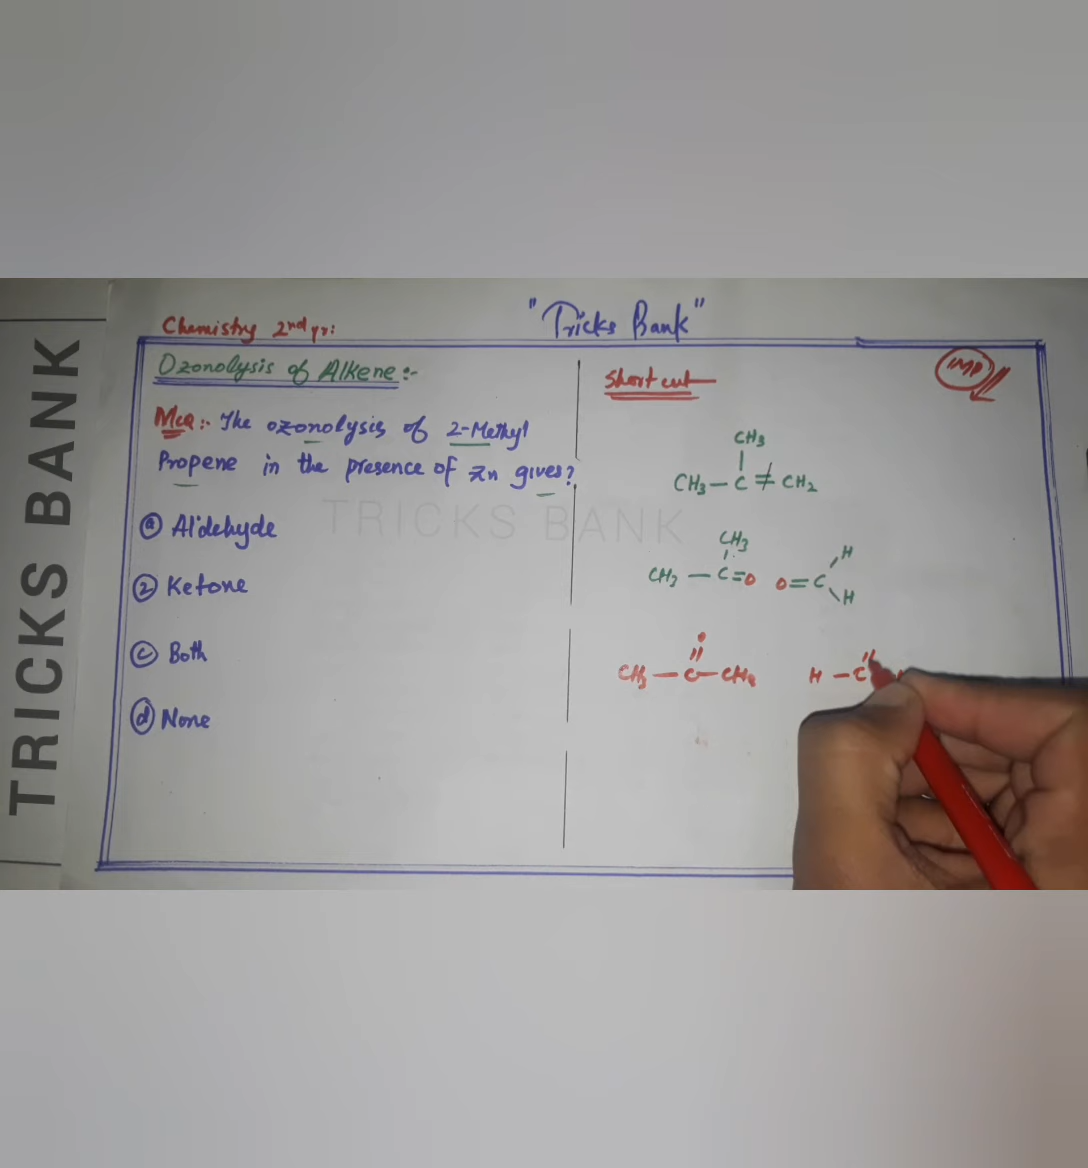 TRICKS BANK
Chemistry 2nd yr:
"Tricks Bank"
Ozonolysis of Alkene:-
Mcq:- The ozonolysis of 2-Methyl
Propene in the presence of Zn gives?
a Aldehyde
2 Ketone
c Both
d None
TRICKS BANK
Short cut
IMP
CH3
CH3 — C ≠ CH2
CH3
CH3 — C=O O=C
H
H
CH3 — C — CH3
H — C